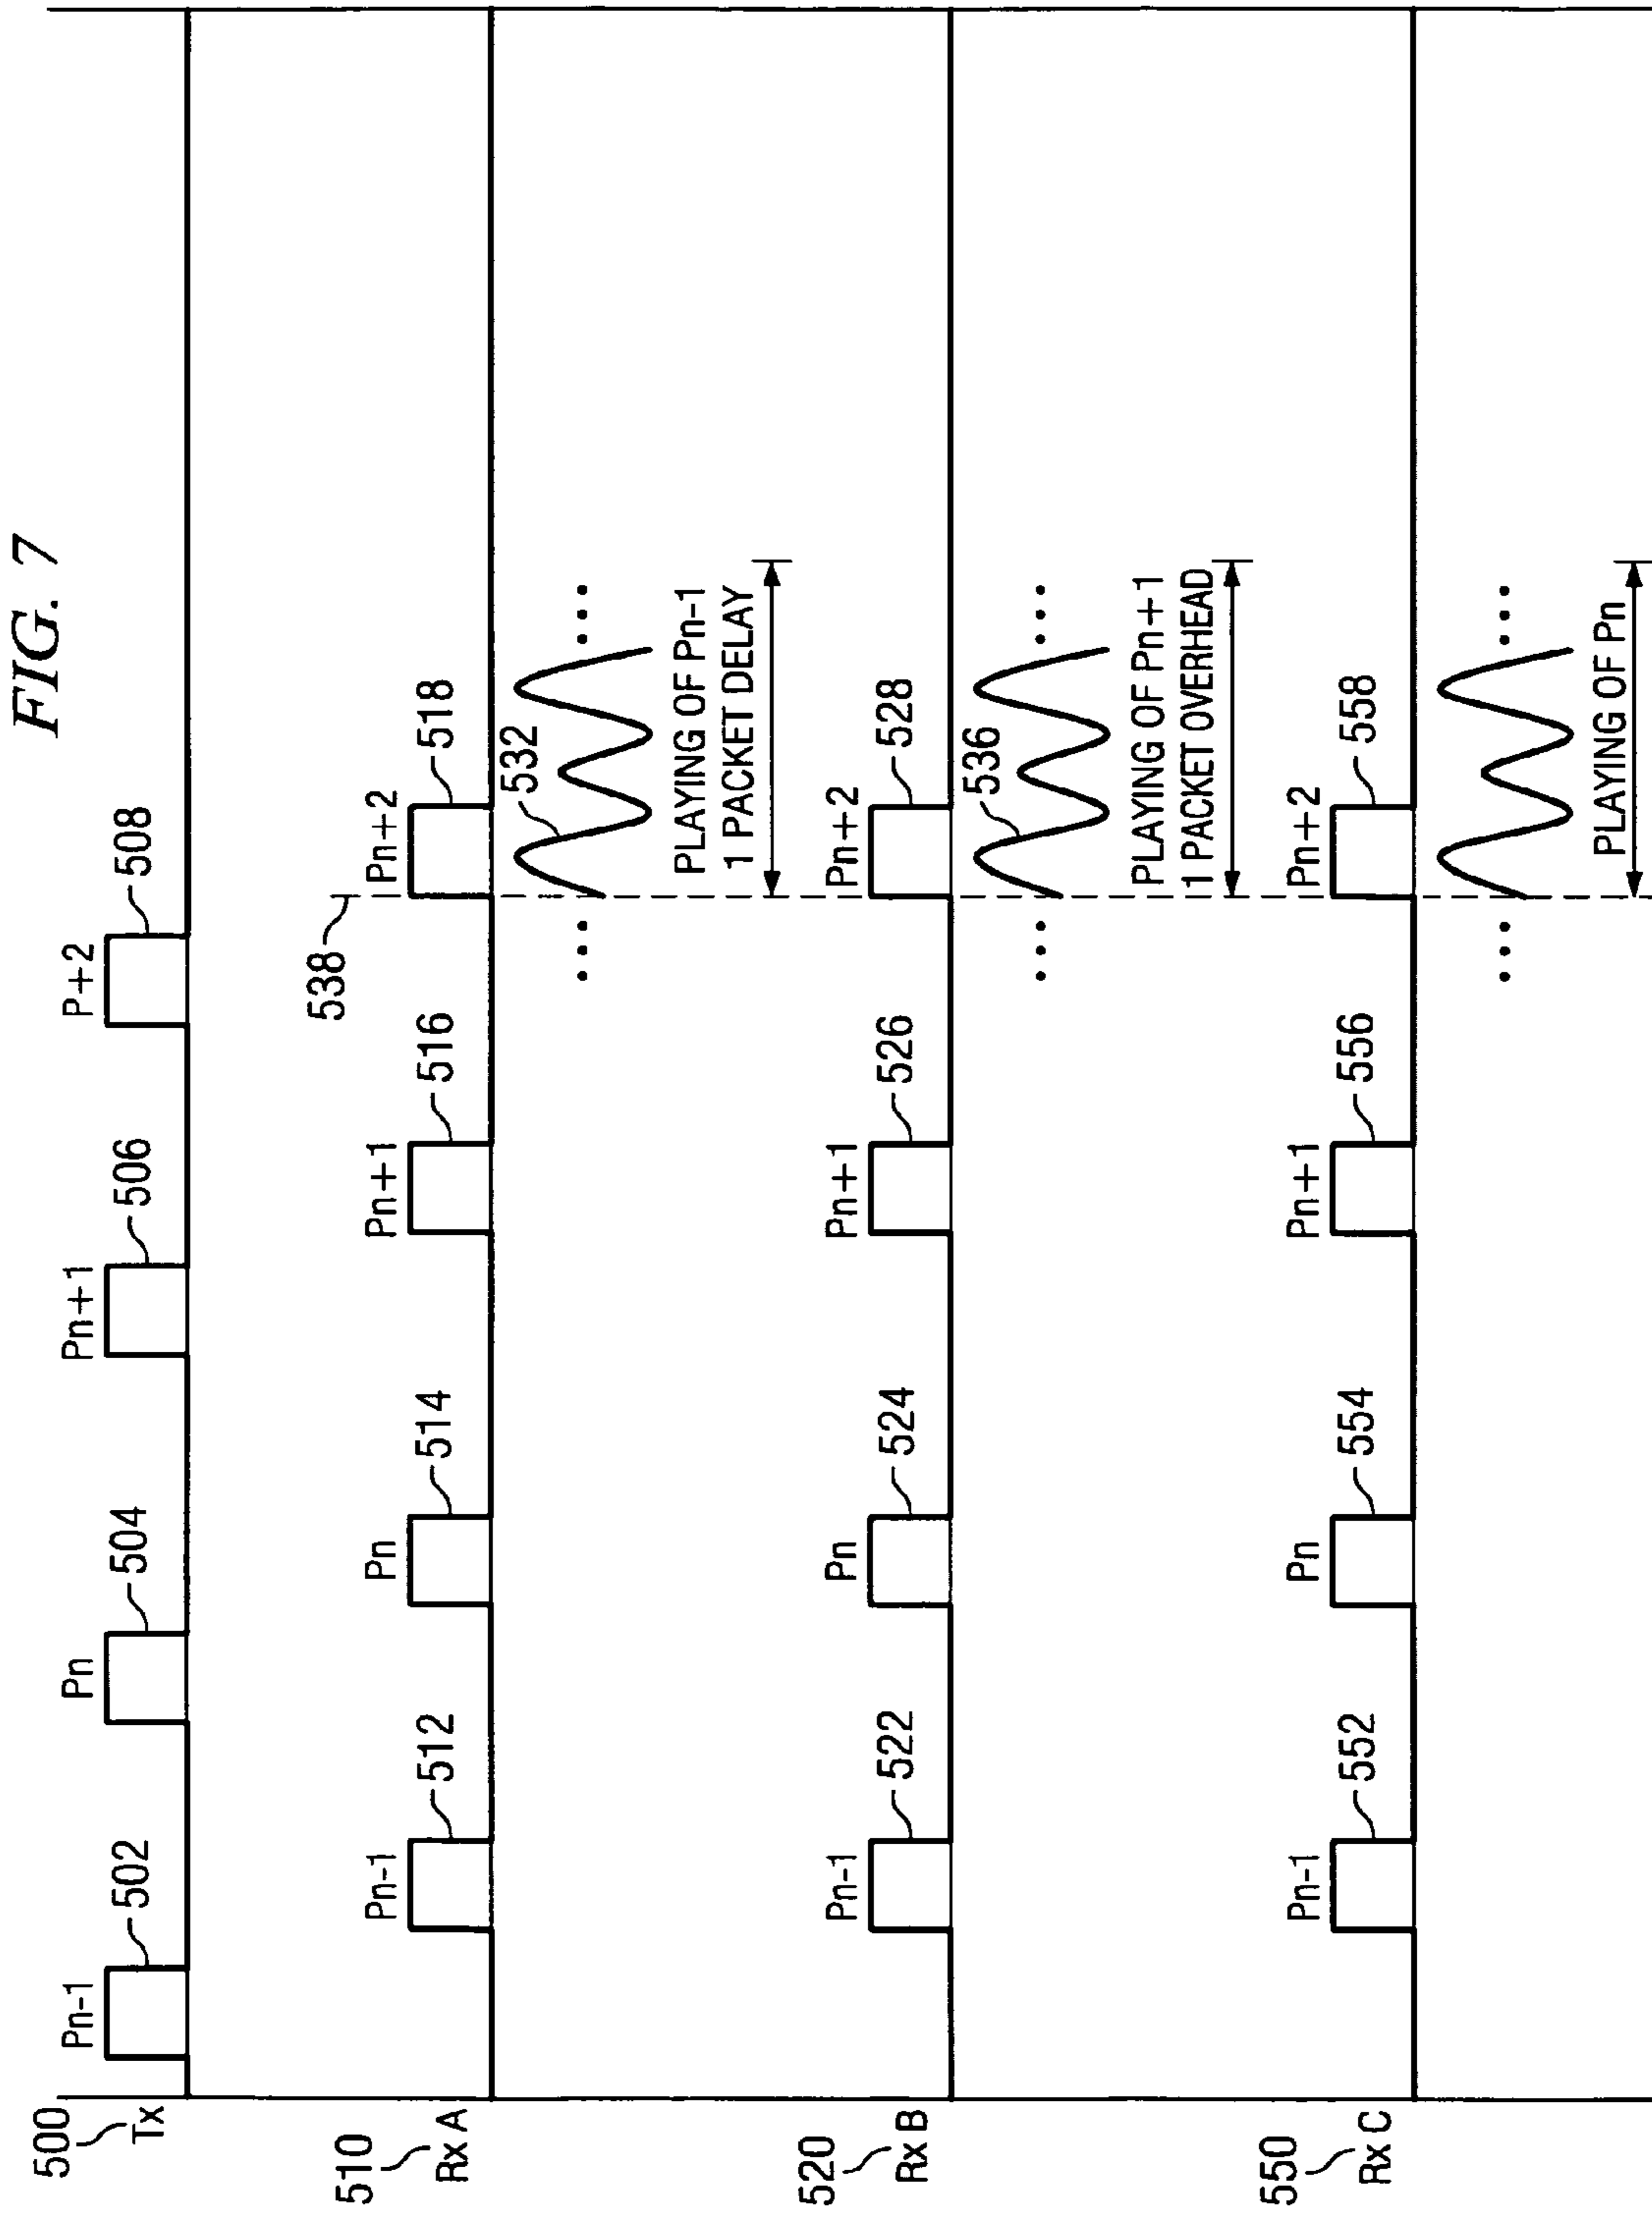 FIG. 7
500
Tx
Pn-1
502
Pn
504
Pn+1
506
P+2
508
510
Rx A
Pn-1
512
Pn
514
Pn+1
516
538
Pn+2
518
532
PLAYING OF Pn-1
1 PACKET DELAY
520
Rx B
Pn-1
522
Pn
524
Pn+1
526
Pn+2
528
536
PLAYING OF Pn+1
1 PACKET OVERHEAD
550
Rx C
Pn-1
552
Pn
554
Pn+1
556
Pn+2
558
PLAYING OF Pn